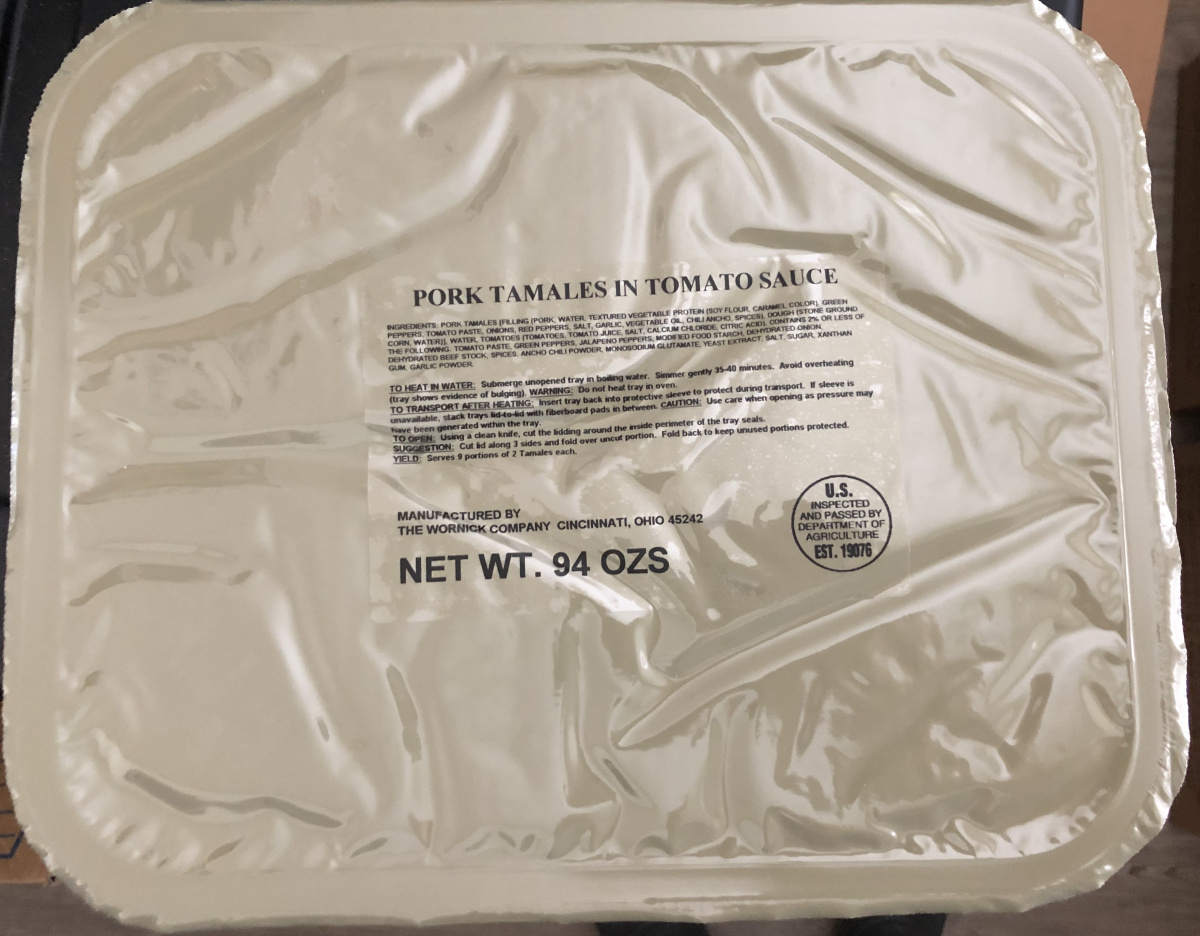 PORK TAMALES IN TOMATO SAUCE
INGREDIENTS: PORK TAMALES [FILLING (PORK, WATER, TEXTURED VEGETABLE PROTEIN (SOY FLOUR, CARAMEL COLOR), GREEN
PEPPERS, TOMATO PASTE, ONIONS, RED PEPPERS, SALT, GARLIC, VEGETABLE OIL, CHILI ANCHO, SPICES), DOUGH (STONE GROUND
CORN, WATER)], WATER, TOMATOES (TOMATOES, TOMATO JUICE, SALT, CALCIUM CHLORIDE, CITRIC ACID). CONTAINS 2% OR LESS OF
THE FOLLOWING. TOMATO PASTE, GREEN PEPPERS, JALAPENO PEPPERS, MODIFIED FOOD STARCH, DEHYDRATED ONION,
DEHYDRATED BEEF STOCK, SPICES, ANCHO CHILI POWDER, MONOSODIUM GLUTAMATE, YEAST EXTRACT, SALT, SUGAR, XANTHAN
GUM, GARLIC POWDER.
TO HEAT IN WATER: Submerge unopened tray in boiling water. Simmer gently 35-40 minutes. Avoid overheating
(tray shows evidence of bulging). WARNING: Do not heat tray in oven.
TO TRANSPORT AFTER HEATING: Insert tray back into protective sleeve to protect during transport. If sleeve is
unavailable, stack trays lid-to-lid with fiberboard pads in between. CAUTION: Use care when opening as pressure may
have been generated within the tray.
TO OPEN: Using a clean knife, cut the lidding around the inside perimeter of the tray seals.
SUGGESTION: Cut lid along 3 sides and fold over uncut portion. Fold back to keep unused portions protected.
YIELD: Serves 9 portions of 2 Tamales each.
MANUFACTURED BY
THE WORNICK COMPANY CINCINNATI, OHIO 45242
NET WT. 94 OZS
U.S.
INSPECTED
AND PASSED BY
DEPARTMENT OF
AGRICULTURE
EST. 19076